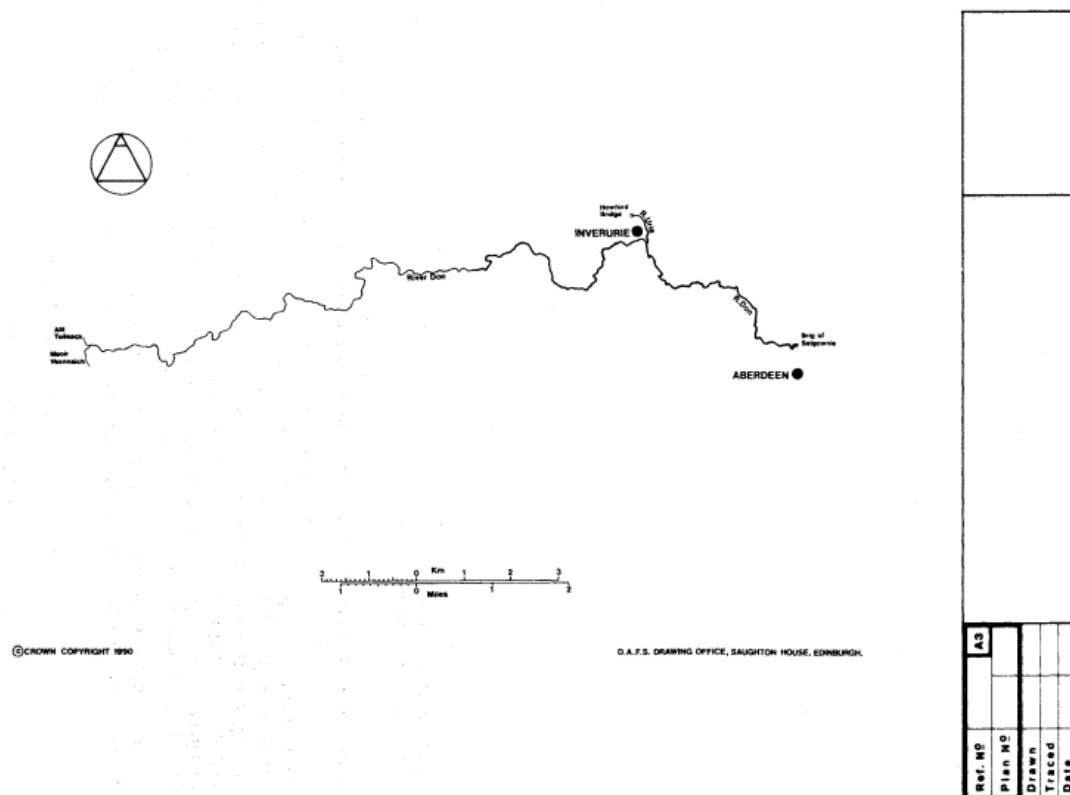 Howford
Bridge
R.Urie
INVERURIE
River Don
R.Don
Allt
Tuileach
Meoir
Veannaich
Brig of
Balgownie
ABERDEEN
2 1 0 Km 1 2 3
1 0 Miles 1 2
©CROWN COPYRIGHT 1990
D.A.F.S. DRAWING OFFICE, SAUGHTON HOUSE, EDINBURGH.
A3
Ref. Nº
Plan Nº
Drawn
Traced
Date